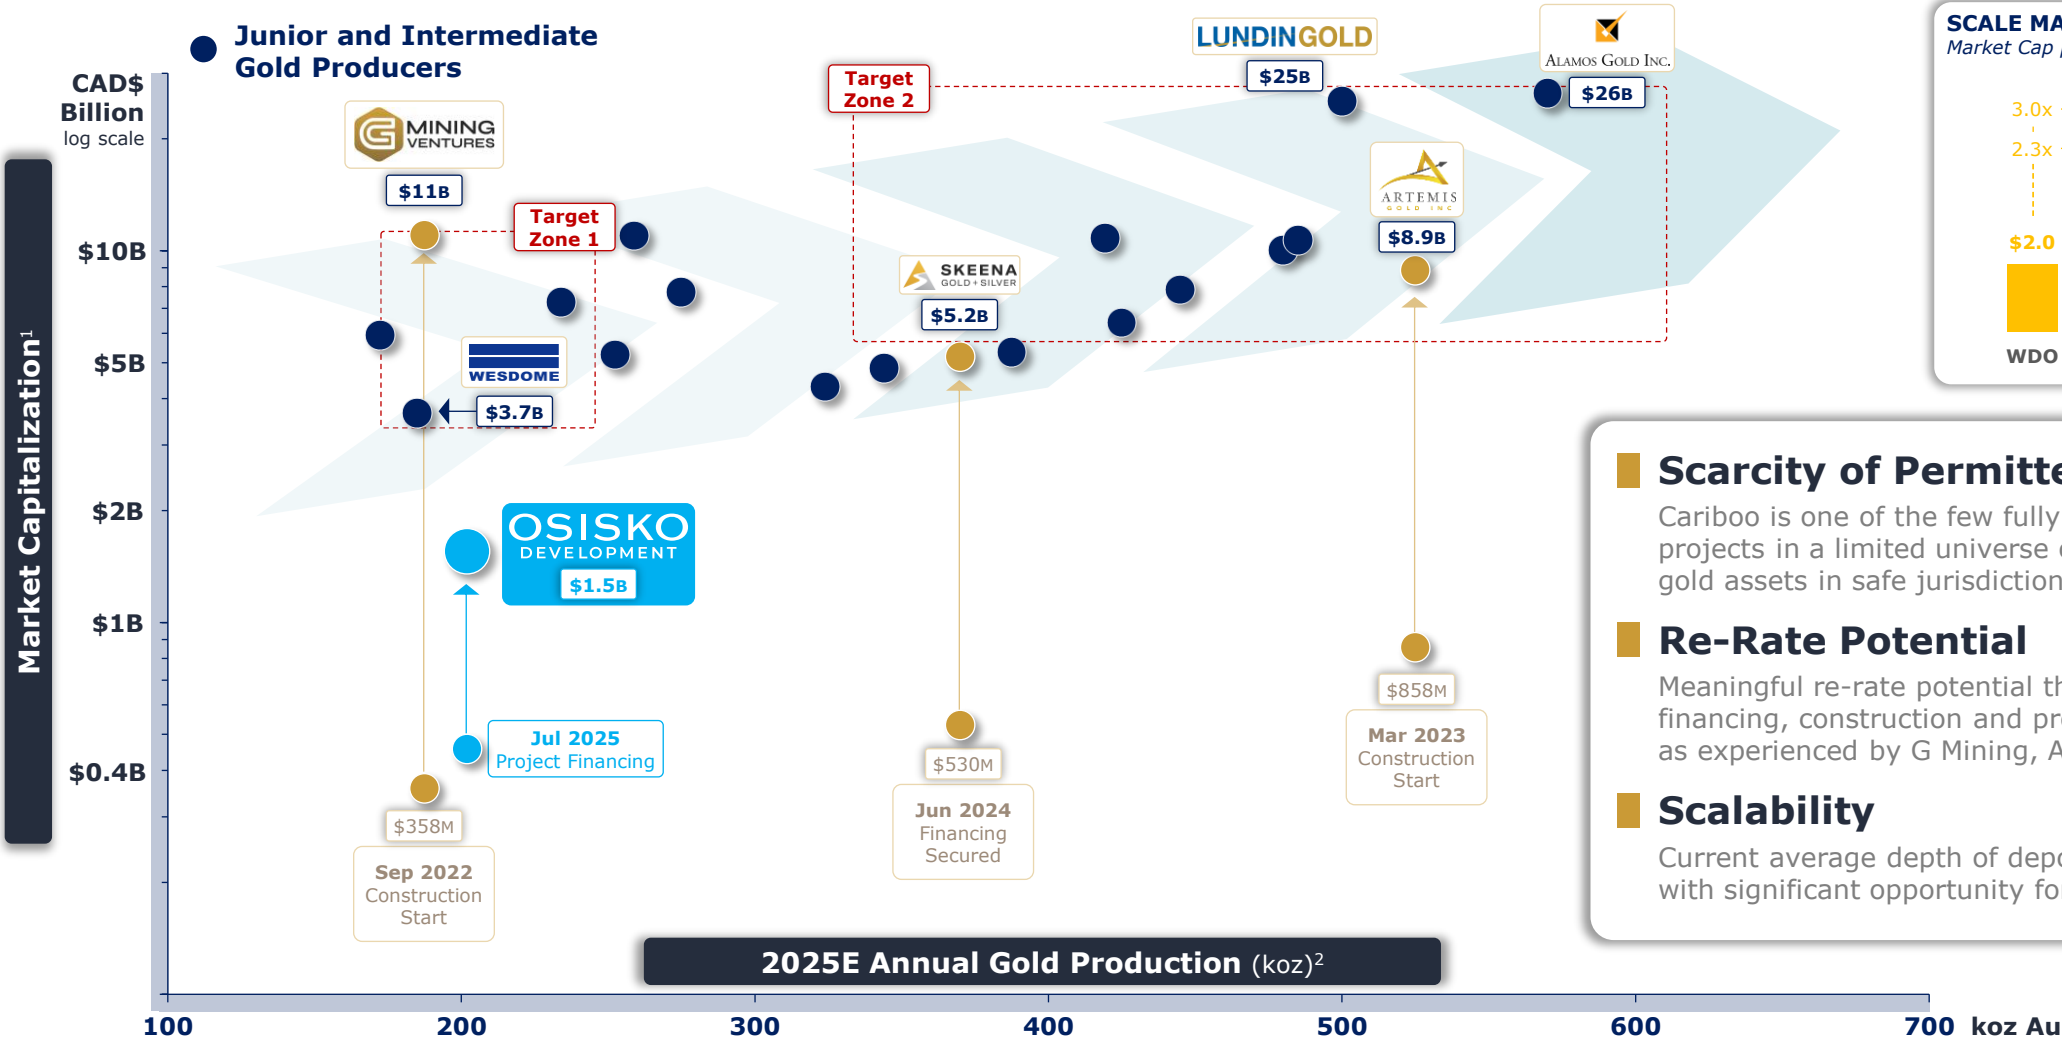 Junior and Intermediate
Gold Producers
CAD$
Billion
log scale
$10B
$5B
$2B
$1B
$0.4B
Market Capitalization¹
G MINING
VENTURES
$11B
Target
Zone 1
WESDOME
$3.7B
OSISKO
DEVELOPMENT
$1.5B
Jul 2025
Project Financing
$358M
Sep 2022
Construction
Start
Target
Zone 2
SKEENA
GOLD + SILVER
$5.2B
$530M
Jun 2024
Financing
Secured
LUNDINGOLD
$25B
ALAMOS GOLD INC.
$26B
ARTEMIS
GOLD INC
$8.9B
$858M
Mar 2023
Construction
Start
2025E Annual Gold Production (koz)²
100
200
300
400
500
600
700 koz Au
SCALE MA
Market Cap
3.0x
2.3x
$2.0
WDO
Scarcity of Permitte
Cariboo is one of the few fully
projects in a limited universe
gold assets in safe jurisdiction
Re-Rate Potential
Meaningful re-rate potential th
financing, construction and pr
as experienced by G Mining, A
Scalability
Current average depth of depo
with significant opportunity fo